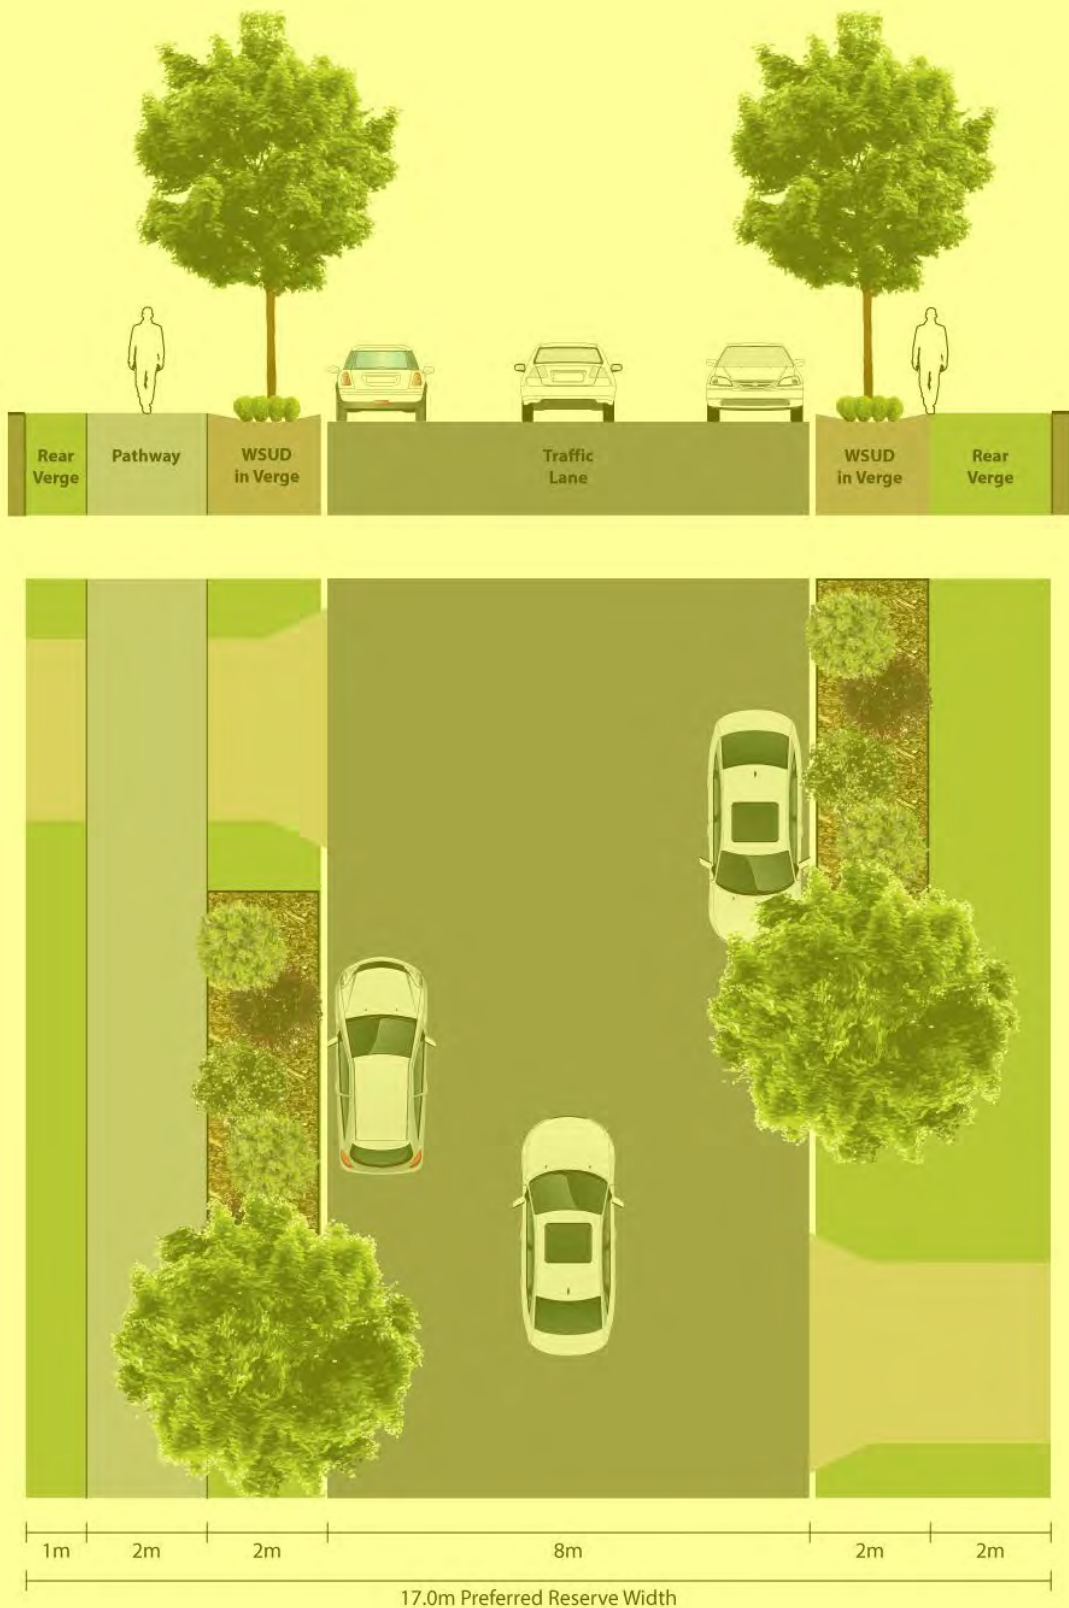 Rear
Verge
Pathway
WSUD
in Verge
Traffic
Lane
WSUD
in Verge
Rear
Verge
1m
2m
2m
8m
2m
2m
17.0m Preferred Reserve Width